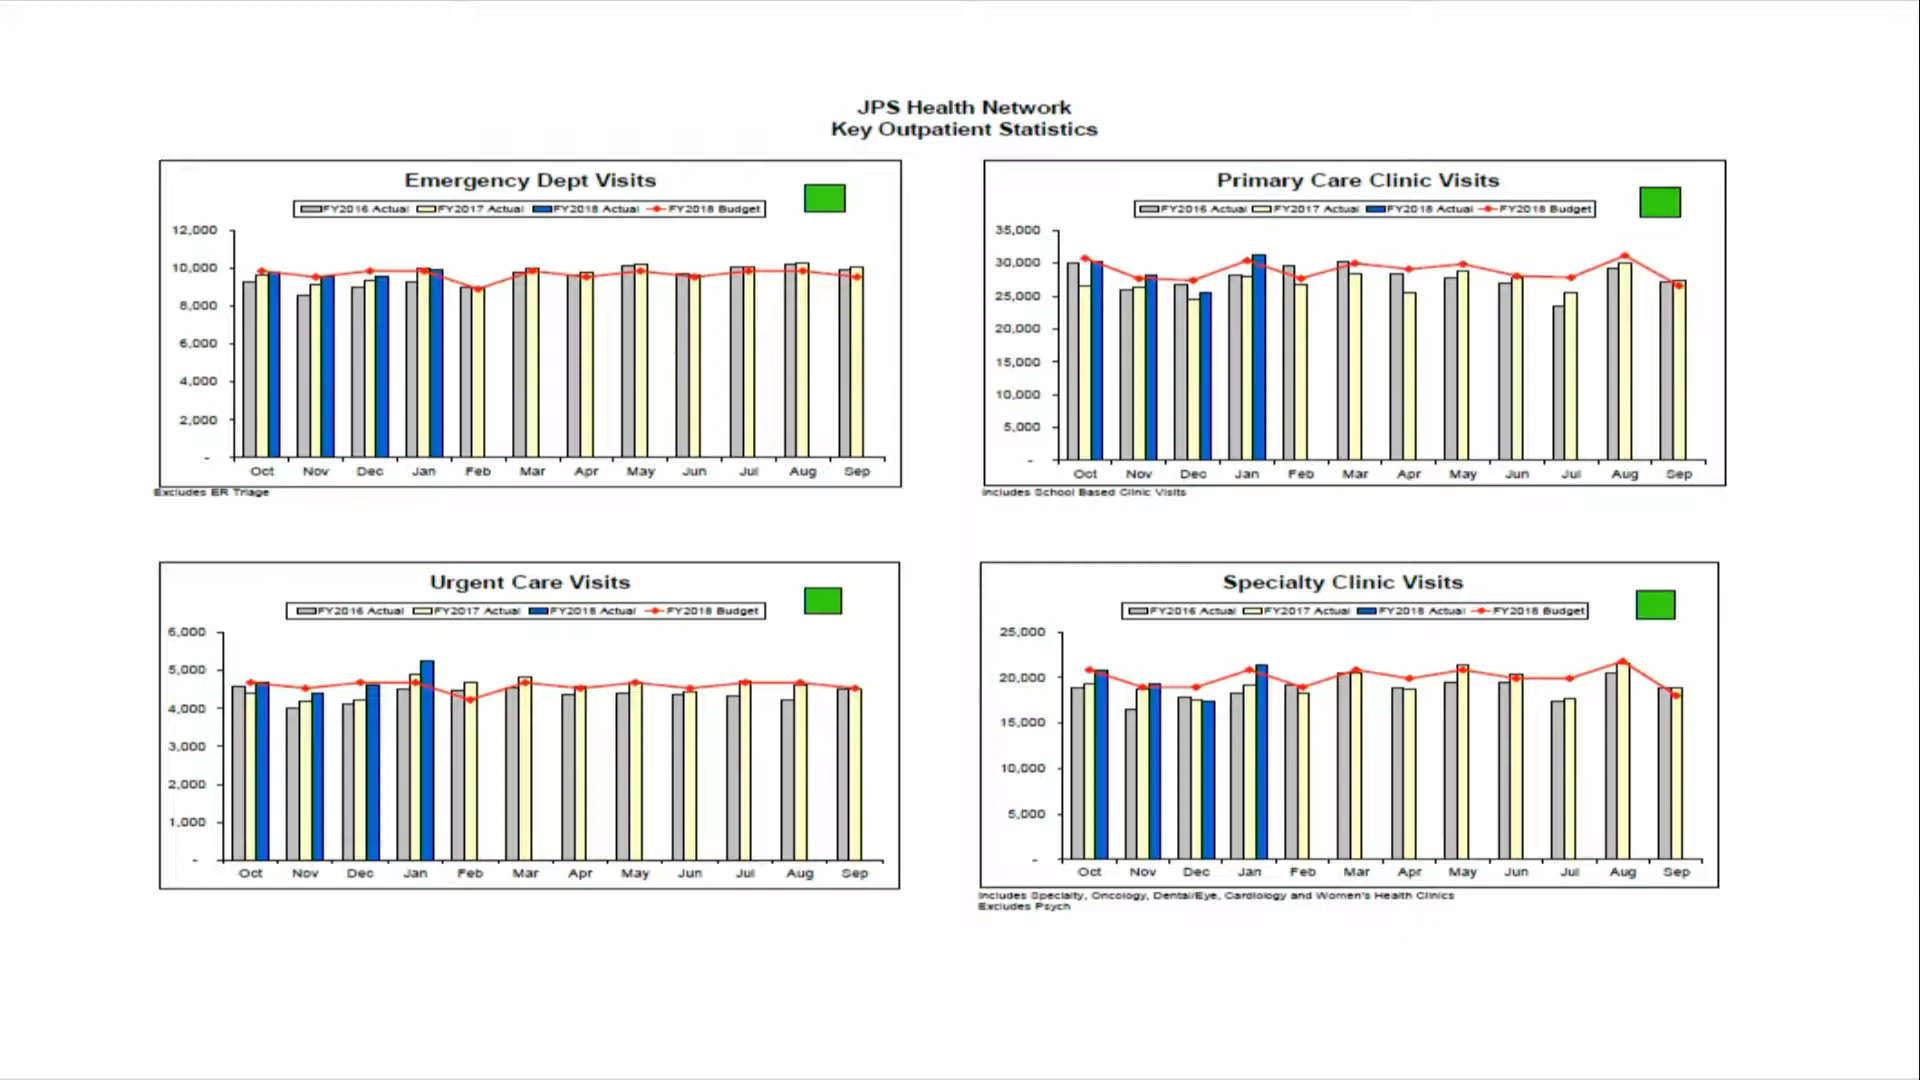 JPS Health Network
Key Outpatient Statistics
Emergency Dept Visits
FY2016 Actual FY2017 Actual FY2018 Actual FY2018 Budget
12,000
10,000
8,000
6,000
4,000
2,000
-
Oct Nov Dec Jan Feb Mar Apr May Jun Jul Aug Sep
Excludes ER Triage
Primary Care Clinic Visits
FY2016 Actual FY2017 Actual FY2018 Actual FY2018 Budget
35,000
30,000
25,000
20,000
15,000
10,000
5,000
-
Oct Nov Dec Jan Feb Mar Apr May Jun Jul Aug Sep
Includes School Based Clinic Visits
Urgent Care Visits
FY2016 Actual FY2017 Actual FY2018 Actual FY2018 Budget
6,000
5,000
4,000
3,000
2,000
1,000
-
Oct Nov Dec Jan Feb Mar Apr May Jun Jul Aug Sep
Specialty Clinic Visits
FY2016 Actual FY2017 Actual FY2018 Actual FY2018 Budget
25,000
20,000
15,000
10,000
5,000
-
Oct Nov Dec Jan Feb Mar Apr May Jun Jul Aug Sep
Includes Specialty, Oncology, Dental/Eye, Cardiology and Women's Health Clinics
Excludes Psych